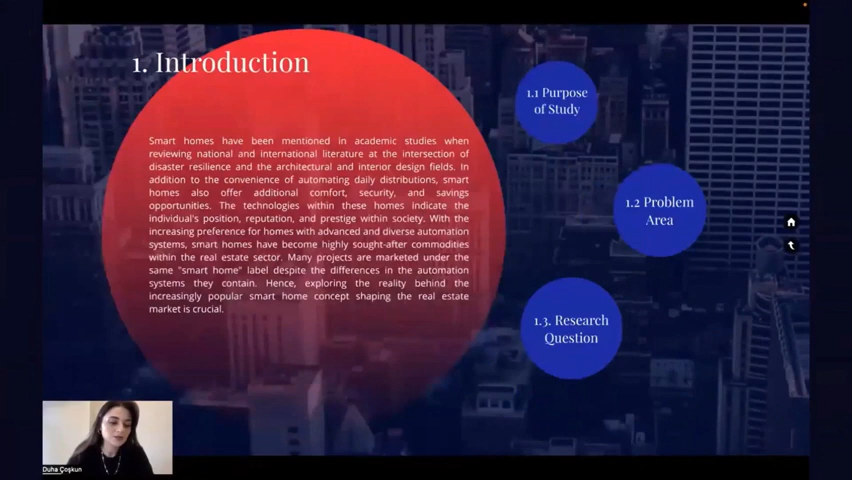 1. Introduction
Smart homes have been mentioned in academic studies when
reviewing national and international literature at the intersection of
disaster resilience and the architectural and interior design fields. In
addition to the convenience of automating daily distributions, smart
homes also offer additional comfort, security, and savings
opportunities. The technologies within these homes indicate the
individual's position, reputation, and prestige within society. With the
increasing preference for homes with advanced and diverse automation
systems, smart homes have become highly sought-after commodities
within the real estate sector. Many projects are marketed under the
same "smart home" label despite the differences in the automation
systems they contain. Hence, exploring the reality behind the
increasingly popular smart home concept shaping the real estate
market is crucial.
1.1 Purpose
of Study
1.2 Problem
Area
1.3. Research
Question
Duha Çoşkun